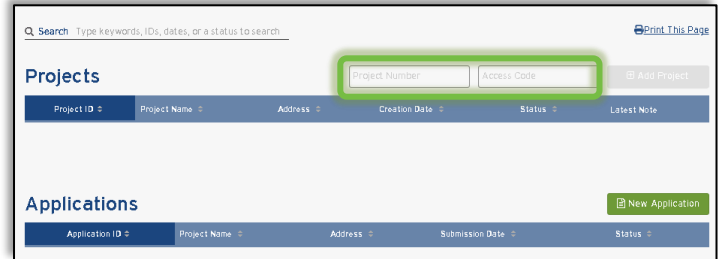 Search Type keywords, IDs, dates, or a status to search Print This Page
Projects Project Number Access Code Add Project
Project ID Project Name Address Creation Date Status Latest Note
Applications New Application
Application ID Project Name Address Submission Date Status